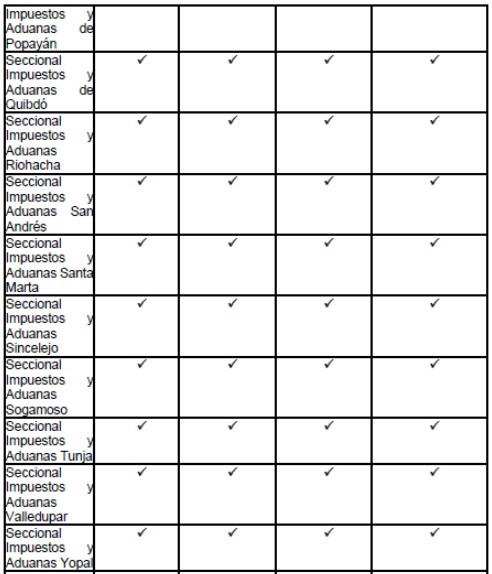 Impuestos y
Aduanas de
Popayán
Seccional ✓ ✓ ✓ ✓
Impuestos y
Aduanas de
Quibdó
Seccional ✓ ✓ ✓ ✓
Impuestos y
Aduanas
Riohacha
Seccional ✓ ✓ ✓ ✓
Impuestos y
Aduanas San
Andrés
Seccional ✓ ✓ ✓ ✓
Impuestos y
Aduanas Santa
Marta
Seccional ✓ ✓ ✓ ✓
Impuestos y
Aduanas
Sincelejo
Seccional ✓ ✓ ✓ ✓
Impuestos y
Aduanas
Sogamoso
Seccional ✓ ✓ ✓ ✓
Impuestos y
Aduanas Tunja
Seccional ✓ ✓ ✓ ✓
Impuestos y
Aduanas
Valledupar
Seccional ✓ ✓ ✓ ✓
Impuestos y
Aduanas Yopal